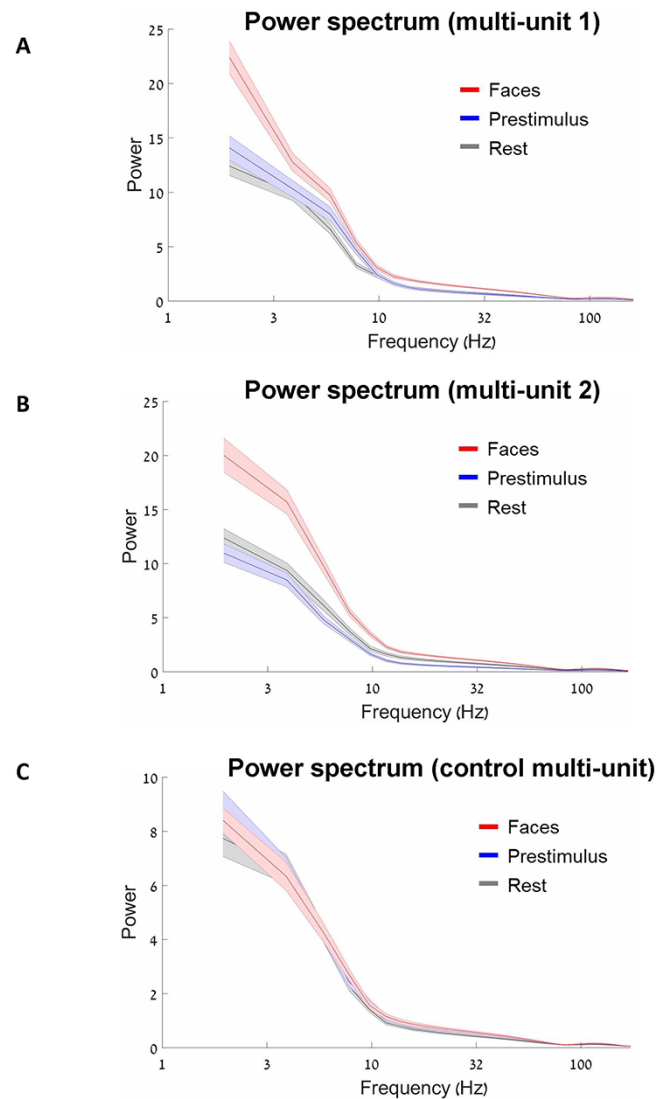 A
Power spectrum (multi-unit 1)
25
20
15
10
5
0
Power
Faces
Prestimulus
Rest
1
3
10
32
100
Frequency (Hz)
B
Power spectrum (multi-unit 2)
25
20
15
10
5
0
Power
Faces
Prestimulus
Rest
1
3
10
32
100
Frequency (Hz)
C
Power spectrum (control multi-unit)
10
8
6
4
2
0
Power
Faces
Prestimulus
Rest
1
3
10
32
100
Frequency (Hz)